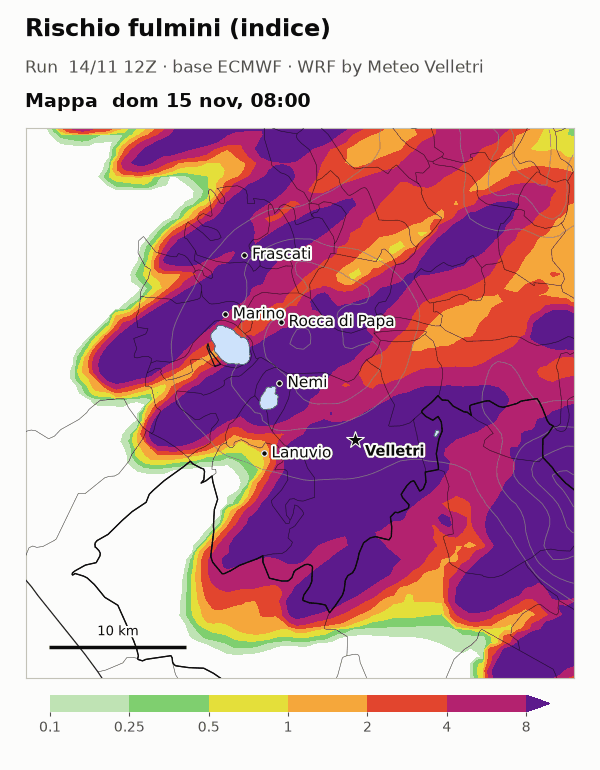 Rischio fulmini (indice)
Run  14/11 12Z · base ECMWF · WRF by Meteo Velletri
Mappa  dom 15 nov, 08:00
Frascati
Marino
Rocca di Papa
Nemi
Velletri
Lanuvio
10 km
0.1 0.25 0.5 1 2 4 8